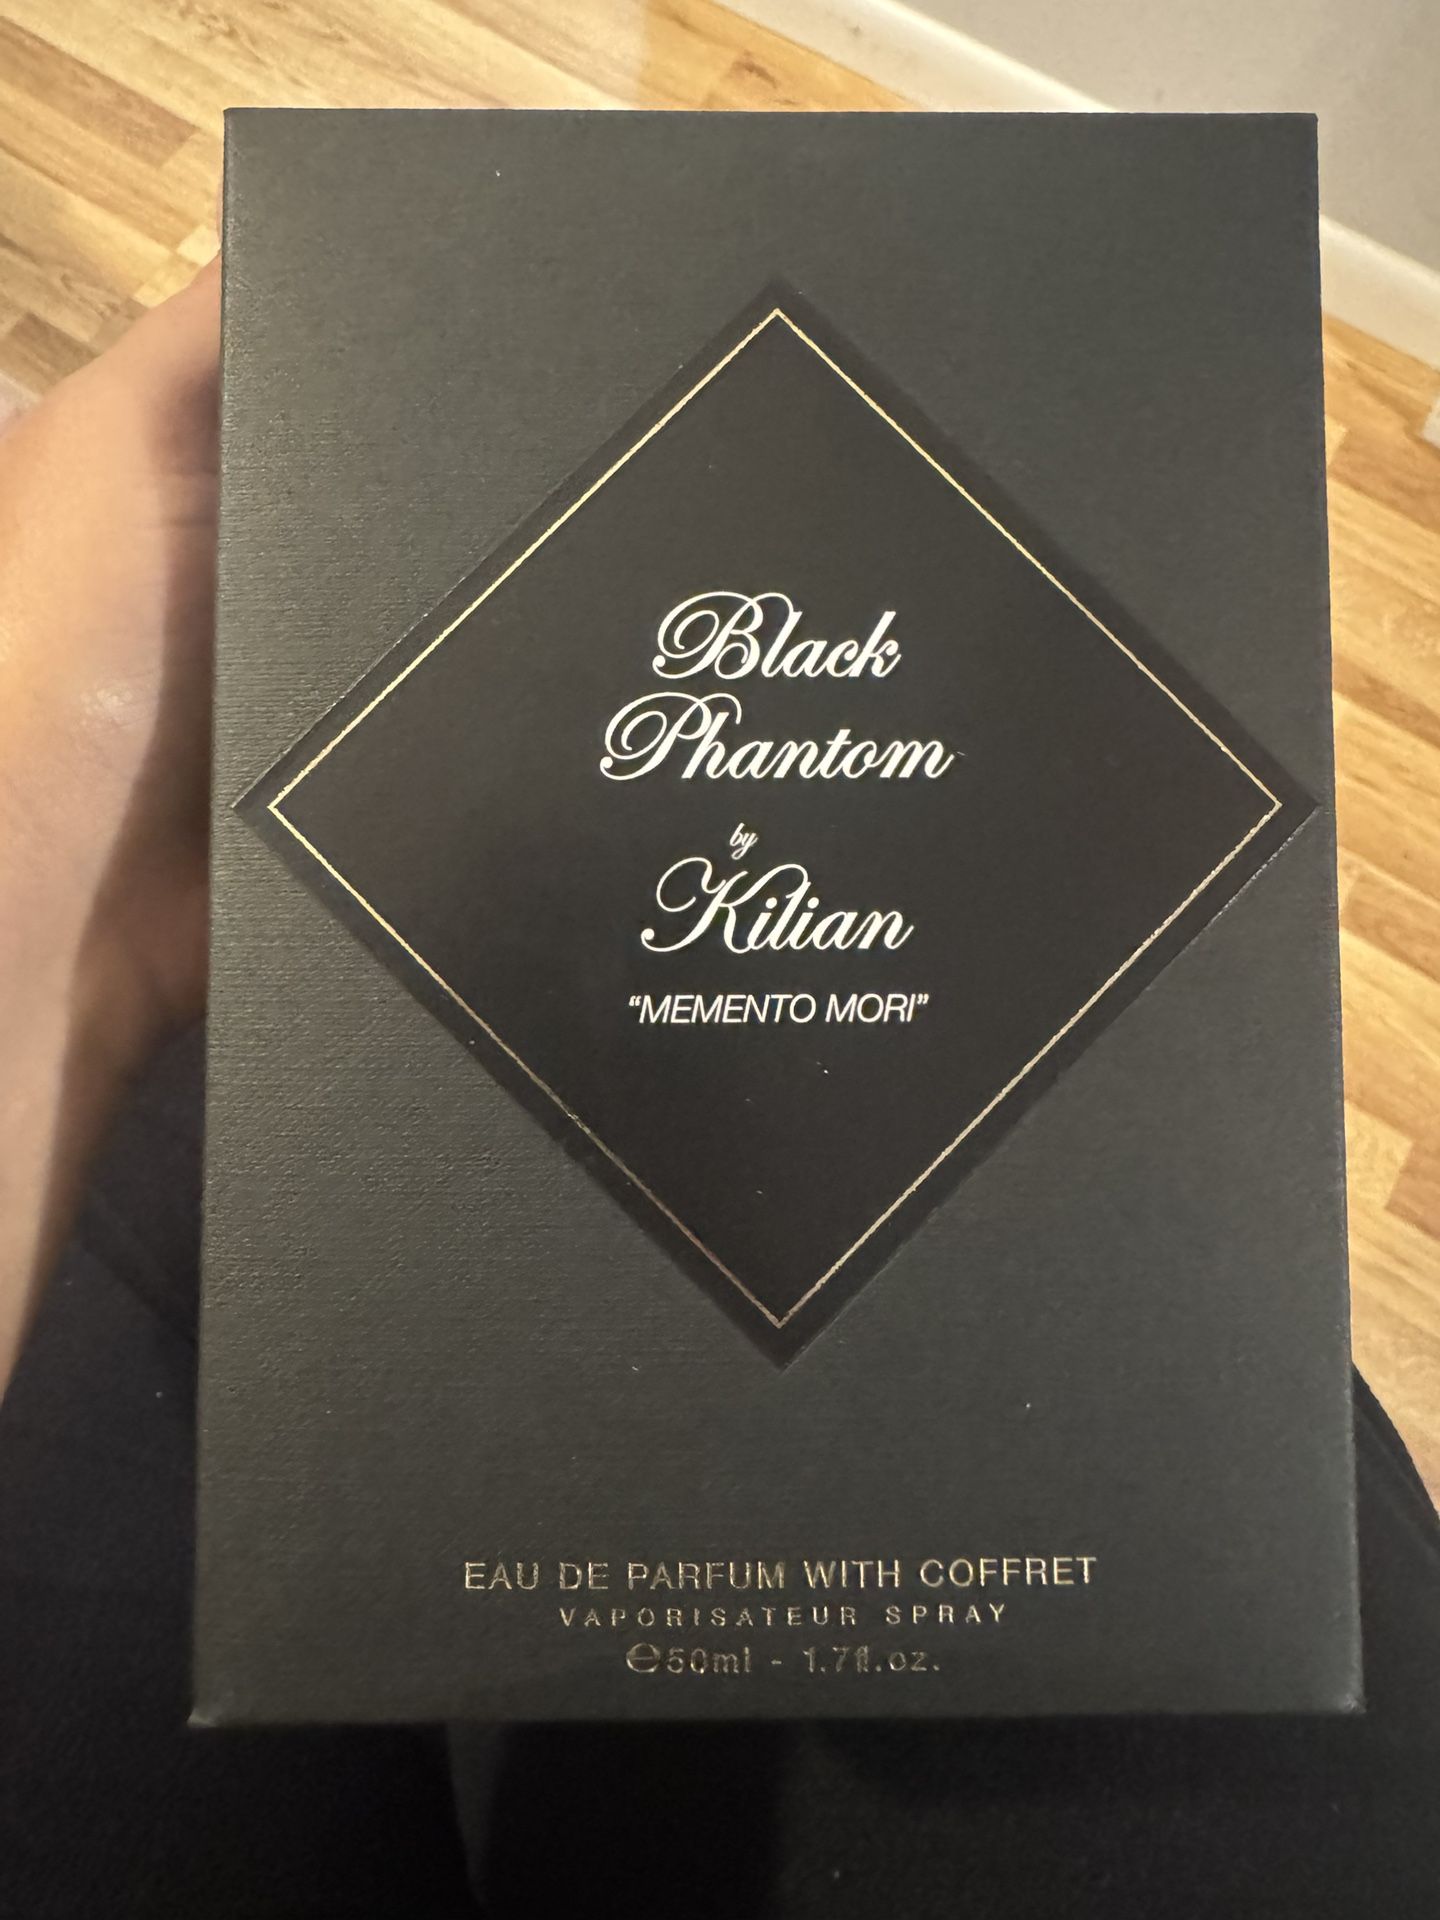 Black
Phantom
by
Kilian
“MEMENTO MORI”
EAU DE PARFUM WITH COFFRET
VAPORISATEUR SPRAY
℮50ml - 1.7fl.oz.